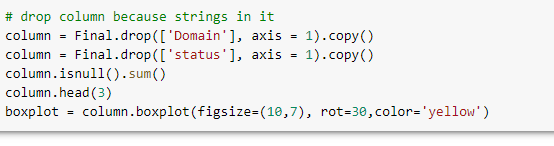 # drop column because strings in it
column = Final.drop(['Domain'], axis = 1).copy()
column = Final.drop(['status'], axis = 1).copy()
column.isnull().sum()
column.head(3)
boxplot = column.boxplot(figsize=(10,7), rot=30,color='yellow')